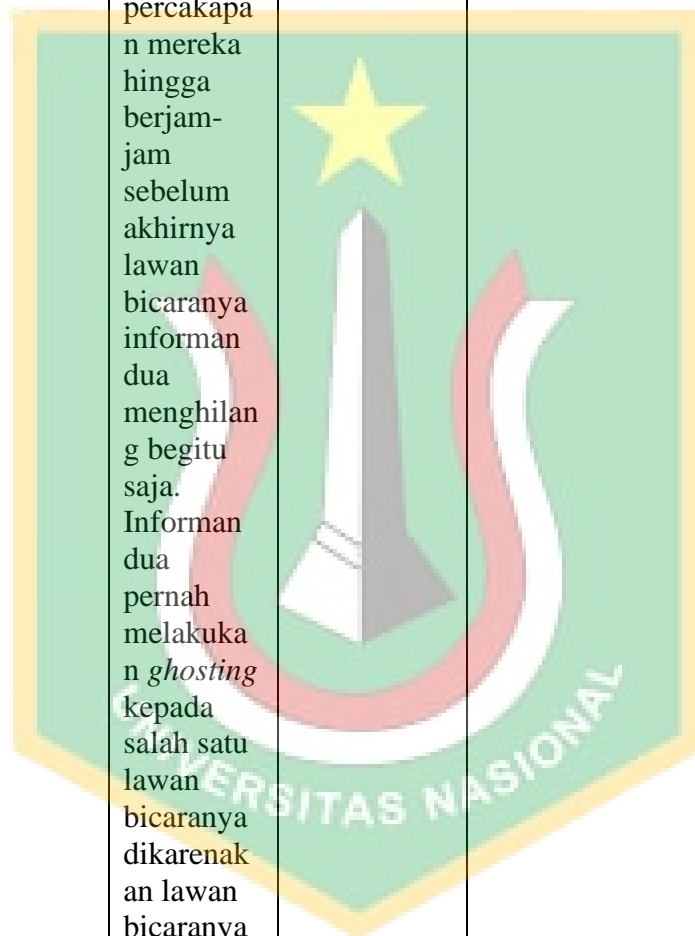 percakapa
n mereka
hingga
berjam-
jam
sebelum
akhirnya
lawan
bicaranya
informan
dua
menghilan
g begitu
saja.
Informan
dua
pernah
melakuka
n ghosting
kepada
salah satu
lawan
bicaranya
dikarenak
an lawan
bicaranya
UNIVERSITAS NASIONAL